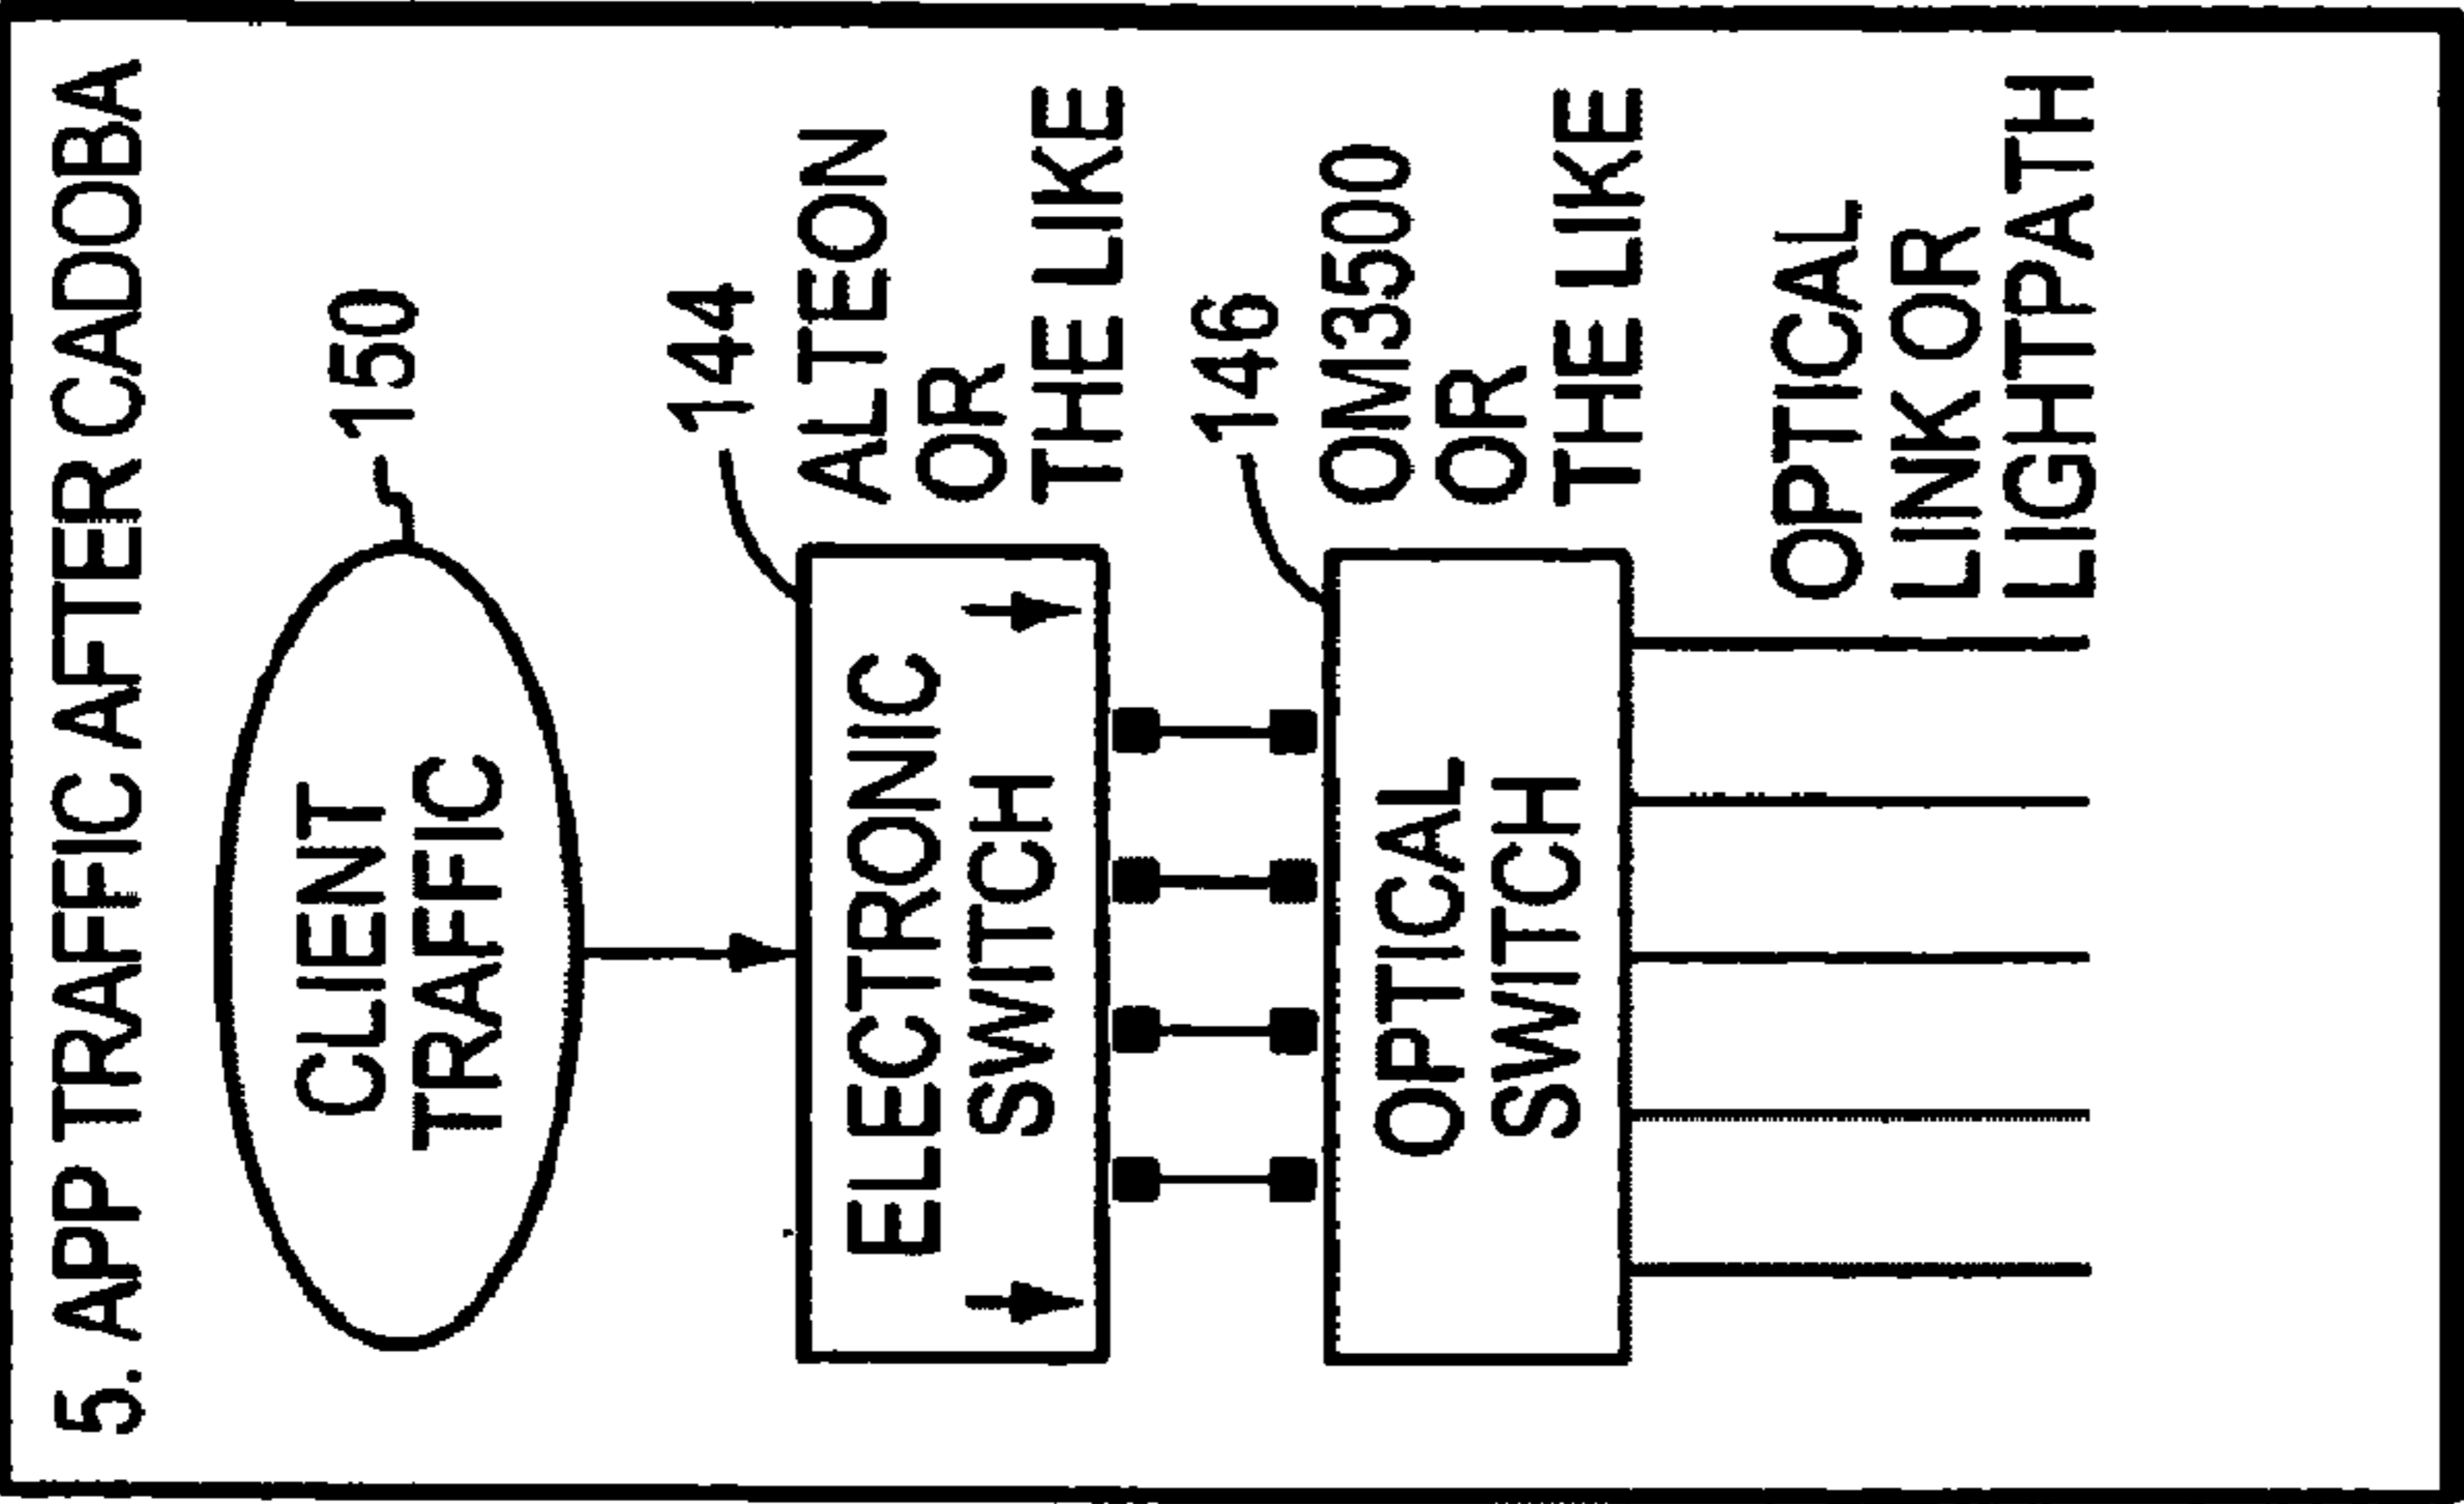 5. APP TRAFFIC AFTER CADOBA
150
CLIENT
TRAFFIC
144
ALTEON
OR
THE LIKE
ELECTRONIC
SWITCH
146
OM3500
OR
THE LIKE
OPTICAL
SWITCH
OPTICAL
LINK OR
LIGHTPATH